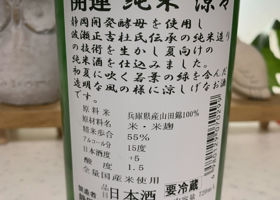 開運 純米 涼々
静岡開発酵母を使用し
波瀬正吉杜氏伝承の純米造り
の技術を生かし夏向けの
純米酒を仕込みました。
初夏に吹く若葉の緑を含んだ
透明な風の様に涼しげなお酒
原料 米 兵庫県産山田錦100%
原材料名 米・米麹
精米歩合 55%
アルコール分 15度
日本酒度 +5
酸度 1.5
全量国産米使用
品目 日本酒
要冷蔵